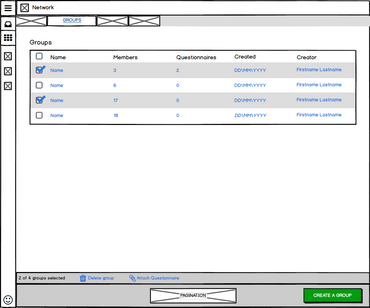 Network
GROUPS
Groups
Name Members Questionnaires Created Creator
Name 3 2 DD\MM\YYYY Firstname Lastname
Name 6 0 DD\MM\YYYY Firstname Lastname
Name 17 0 DD\MM\YYYY Firstname Lastname
Name 18 0 DD\MM\YYYY Firstname Lastname
2 of 4 groups selected Delete group Attach Questionnaire
PAGINATION CREATE A GROUP